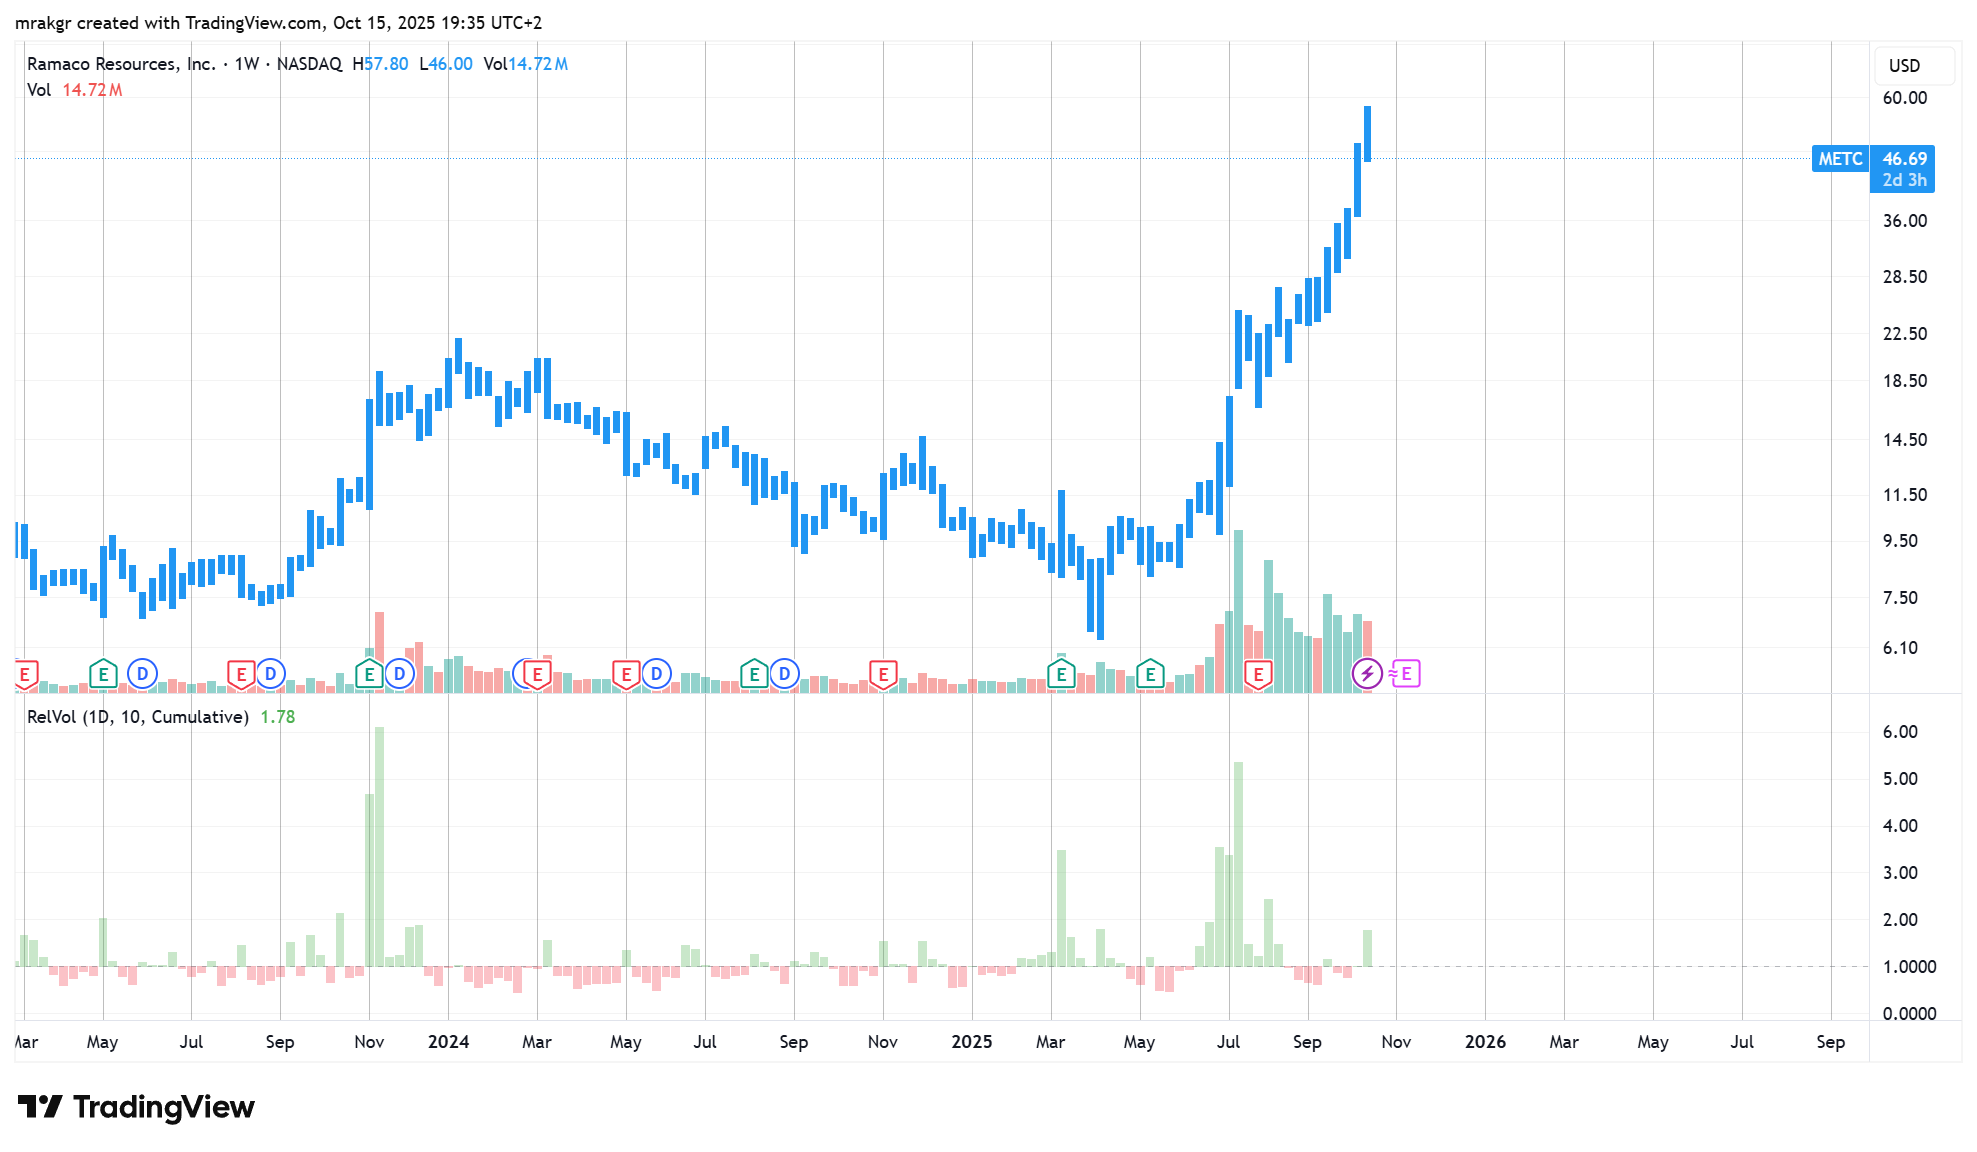 mrakgr created with TradingView.com, Oct 15, 2025 19:35 UTC+2
Ramaco Resources, Inc. · 1W · NASDAQ H57.80 L46.00 Vol14.72M
Vol 14.72M
USD
60.00
METC 46.69
2d 3h
36.00
28.50
22.50
18.50
14.50
11.50
9.50
7.50
6.10
E E D E D E D E E D E D E E E E ≈E
RelVol (1D, 10, Cumulative) 1.78
6.00
5.00
4.00
3.00
2.00
1.0000
0.0000
Mar May Jul Sep Nov 2024 Mar May Jul Sep Nov 2025 Mar May Jul Sep Nov 2026 Mar May Jul Sep
TradingView